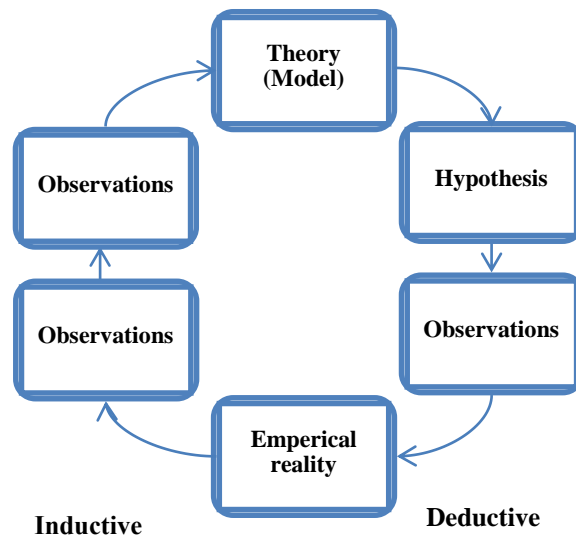 Theory
(Model)
Observations
Hypothesis
Observations
Observations
Emperical
reality
Inductive
Deductive